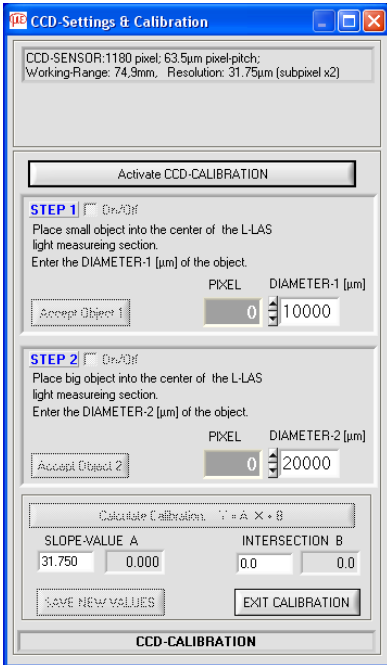 CCD-Settings & Calibration
CCD-SENSOR:1180 pixel; 63.5µm pixel-pitch;
Working-Range: 74,9mm, Resolution: 31.75µm (subpixel x2)
Activate CCD-CALIBRATION
STEP 1 On/Off
Place small object into the center of the L-LAS
light measureing section.
Enter the DIAMETER-1 [µm] of the object.
PIXEL DIAMETER-1 [µm]
Accept Object 1 0 10000
STEP 2 On/Off
Place big object into the center of the L-LAS
light measureing section.
Enter the DIAMETER-2 [µm] of the object.
PIXEL DIAMETER-2 [µm]
Accept Object 2 0 20000
Calculate Calibration. Y = A X + B
SLOPE-VALUE A INTERSECTION B
31.750 0.000 0.0 0.0
SAVE NEW VALUES EXIT CALIBRATION
CCD-CALIBRATION